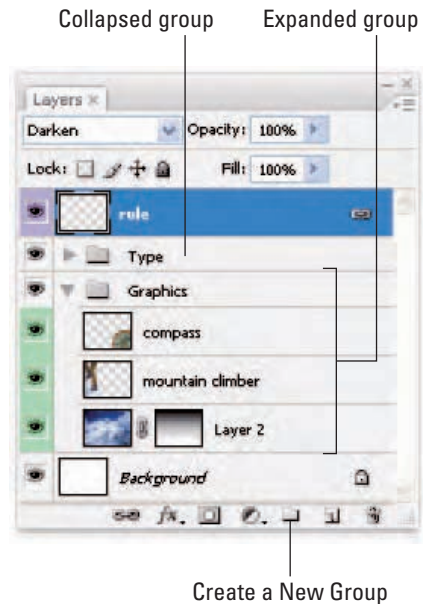 Collapsed group Expanded group
Layers ×
Darken Opacity: 100%
Lock: Fill: 100%
rule
Type
Graphics
compass
mountain climber
Layer 2
Background
fx.
Create a New Group